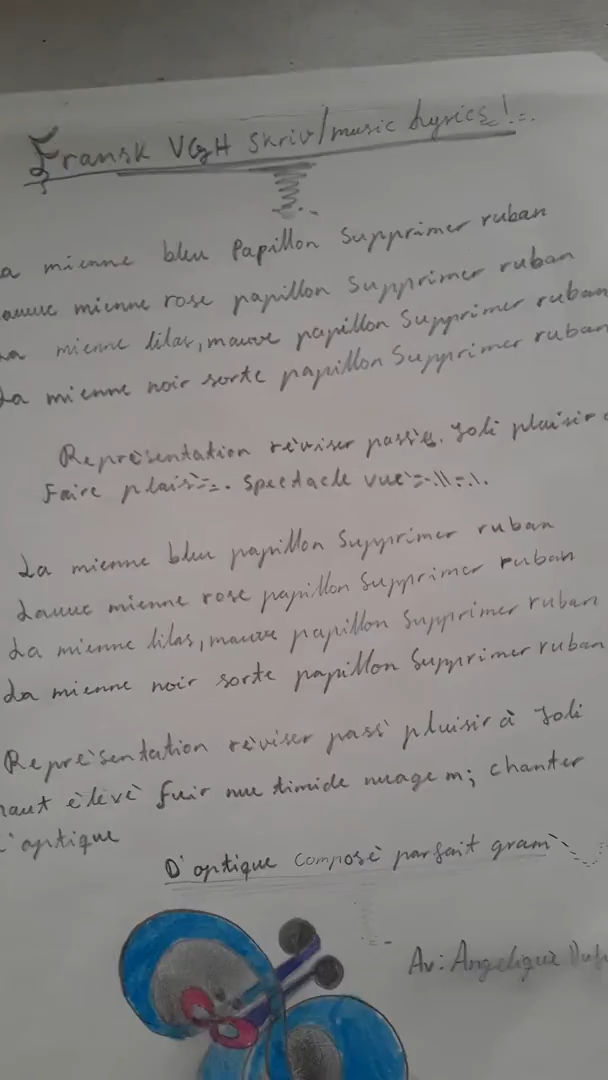 Fransk VGH Skriv/music Lyrics!
a mienne bleu Papillon Supprimer ruban
mienne rose papillon Supprimer ruban
mienne lilas, mauve papillon Supprimer ruban
La mienne noir sorte papillon Supprimer ruban
Représentation réviser passé. Joli plaisir
Faire plais Spectacle vue
La mienne bleu papillon Supprimer ruban
mienne rose papillon Supprimer ruban
La mienne lilas, mauve papillon Supprimer ruban
La mienne noir sorte papillon Supprimer ruban
Représentation réviser pass' plaisir à Joli
haut élevé fuir nue timide nuage m; chanter
L'optique
D'optique composé parfait gram
Av: Angelique